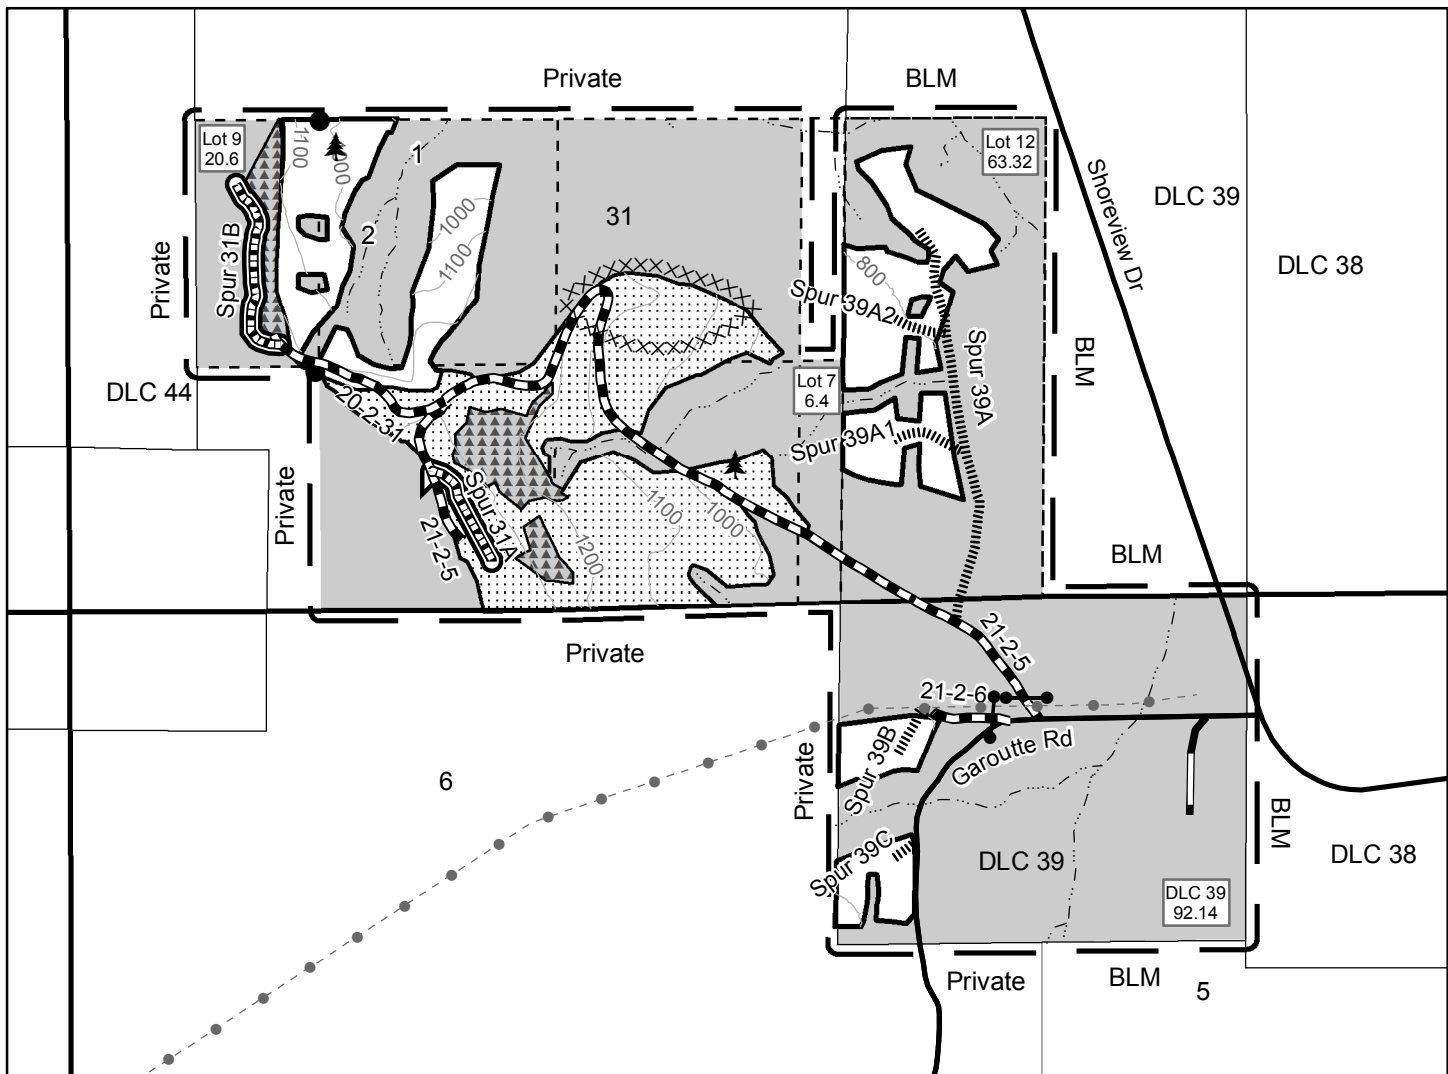 Private
BLM
Lot 9
20.6
1100
1000
1
Lot 12
63.32
Shoreview Dr
DLC 39
2
1000
31
Spur 31B
Private
1100
800
DLC 38
Spur 39A2
Spur 39A
BLM
DLC 44
Lot 7
6.4
20-2-31
Spur 39A1
Private
Spur 31A
1100
1000
21-2-5
1200
BLM
Private
21-2-5
21-2-6
Garoutte Rd
Spur 39B
Private
6
BLM
Spur 39C
DLC 39
DLC 38
DLC 39
92.14
Private
BLM
5